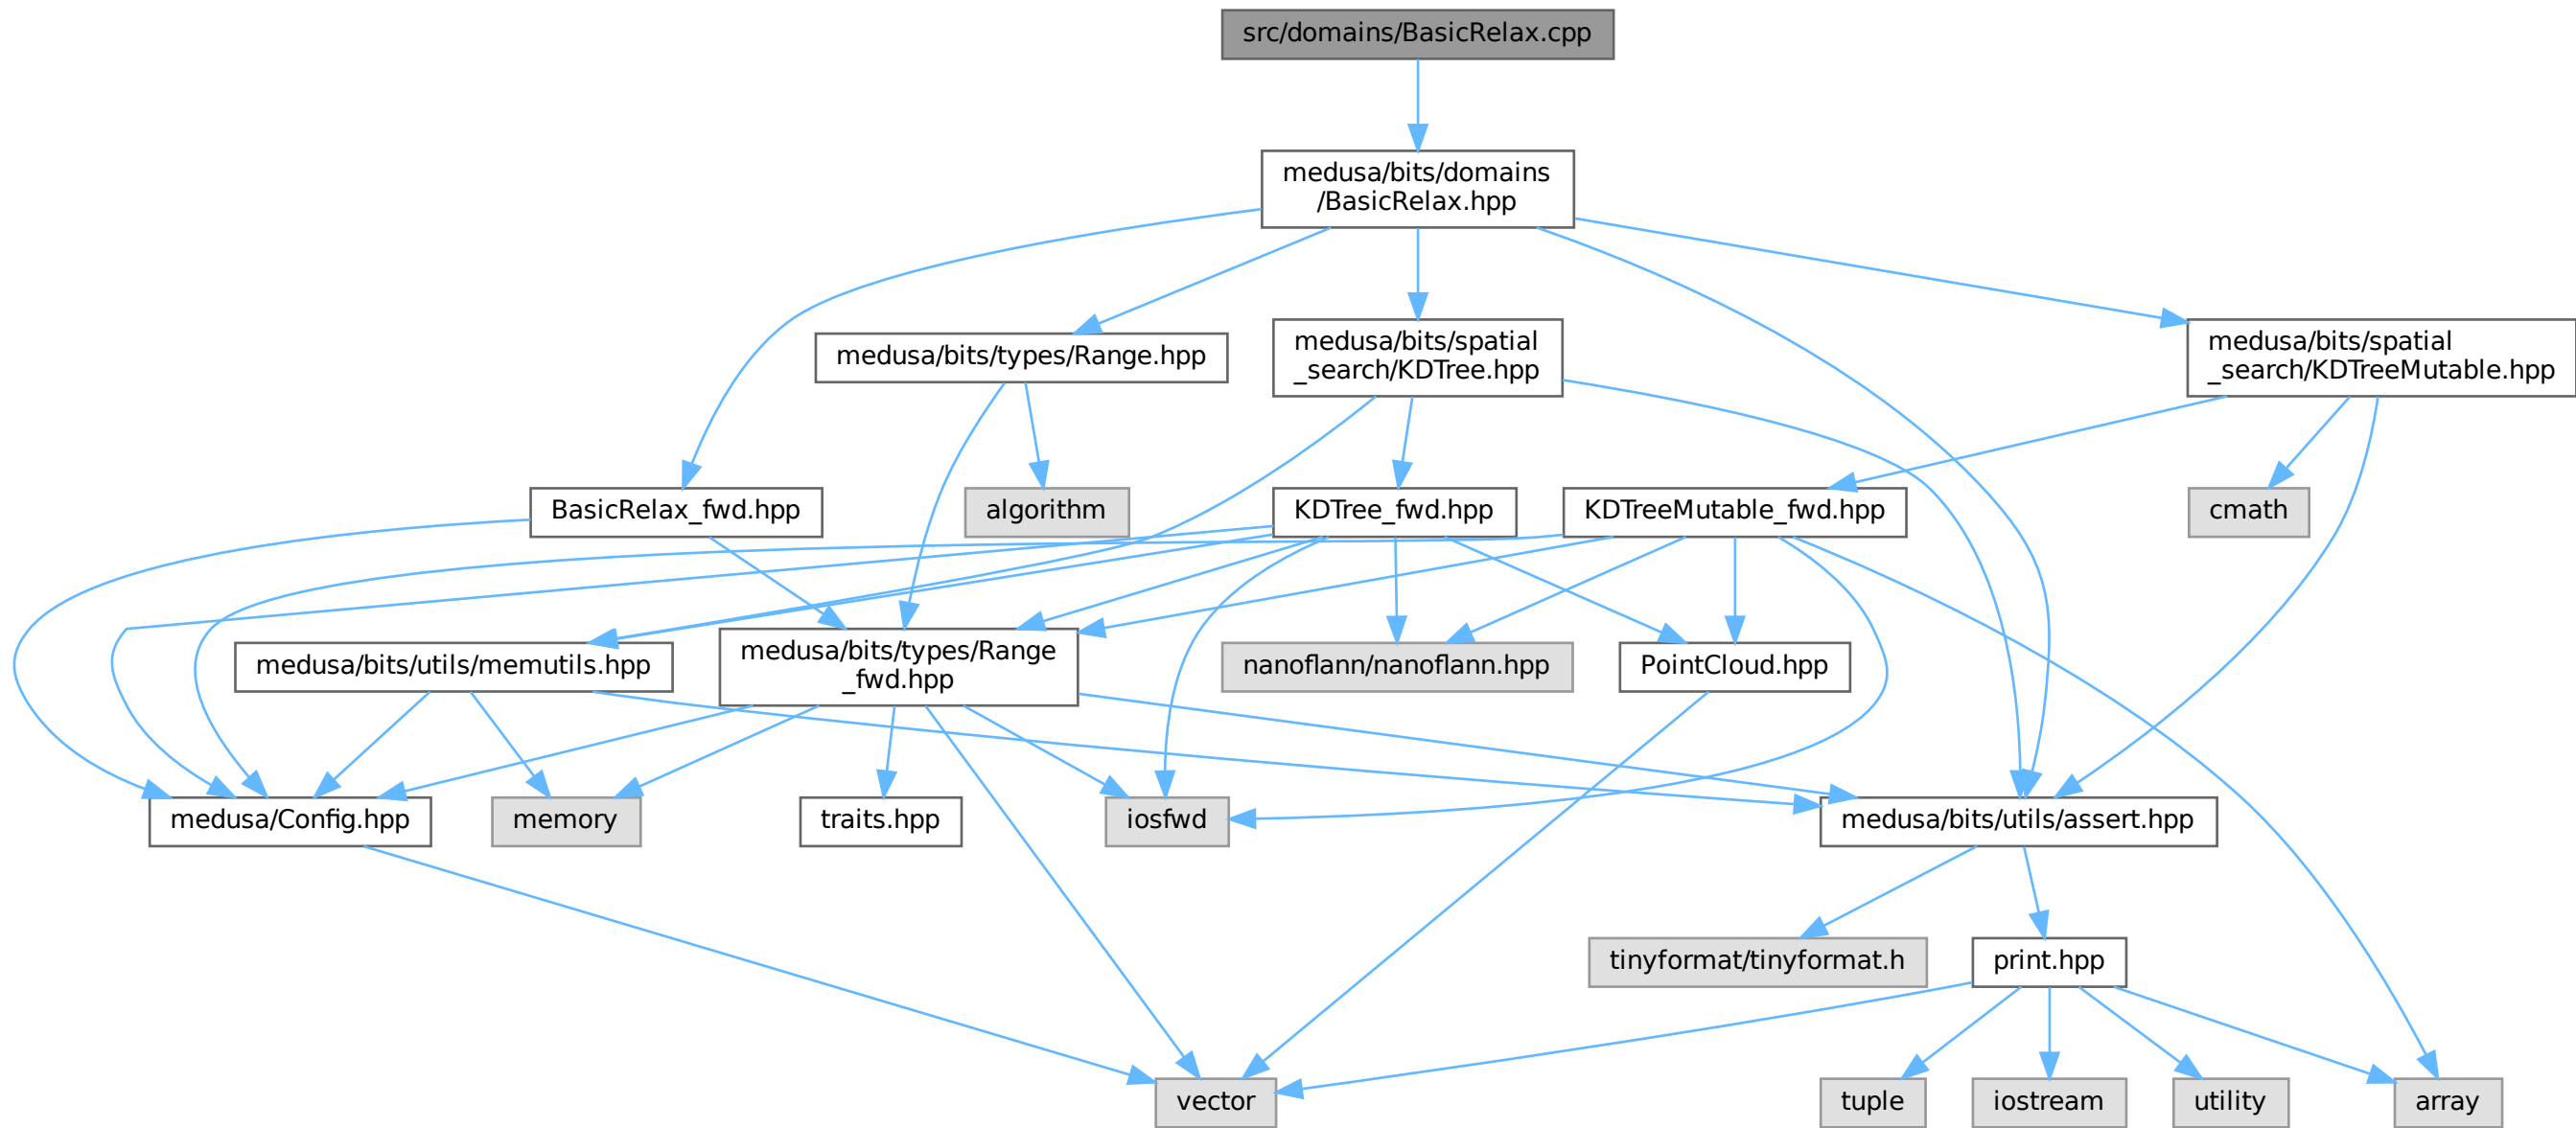 src/domains/BasicRelax.cpp
medusa/bits/domains
/BasicRelax.hpp
medusa/bits/types/Range.hpp
medusa/bits/spatial
_search/KDTree.hpp
medusa/bits/spatial
_search/KDTreeMutable.hpp
BasicRelax_fwd.hpp
algorithm
KDTree_fwd.hpp
KDTreeMutable_fwd.hpp
cmath
medusa/bits/utils/memutils.hpp
medusa/bits/types/Range
_fwd.hpp
nanoflann/nanoflann.hpp
PointCloud.hpp
medusa/Config.hpp
memory
traits.hpp
iosfwd
medusa/bits/utils/assert.hpp
tinyformat/tinyformat.h
print.hpp
vector
tuple
iostream
utility
array